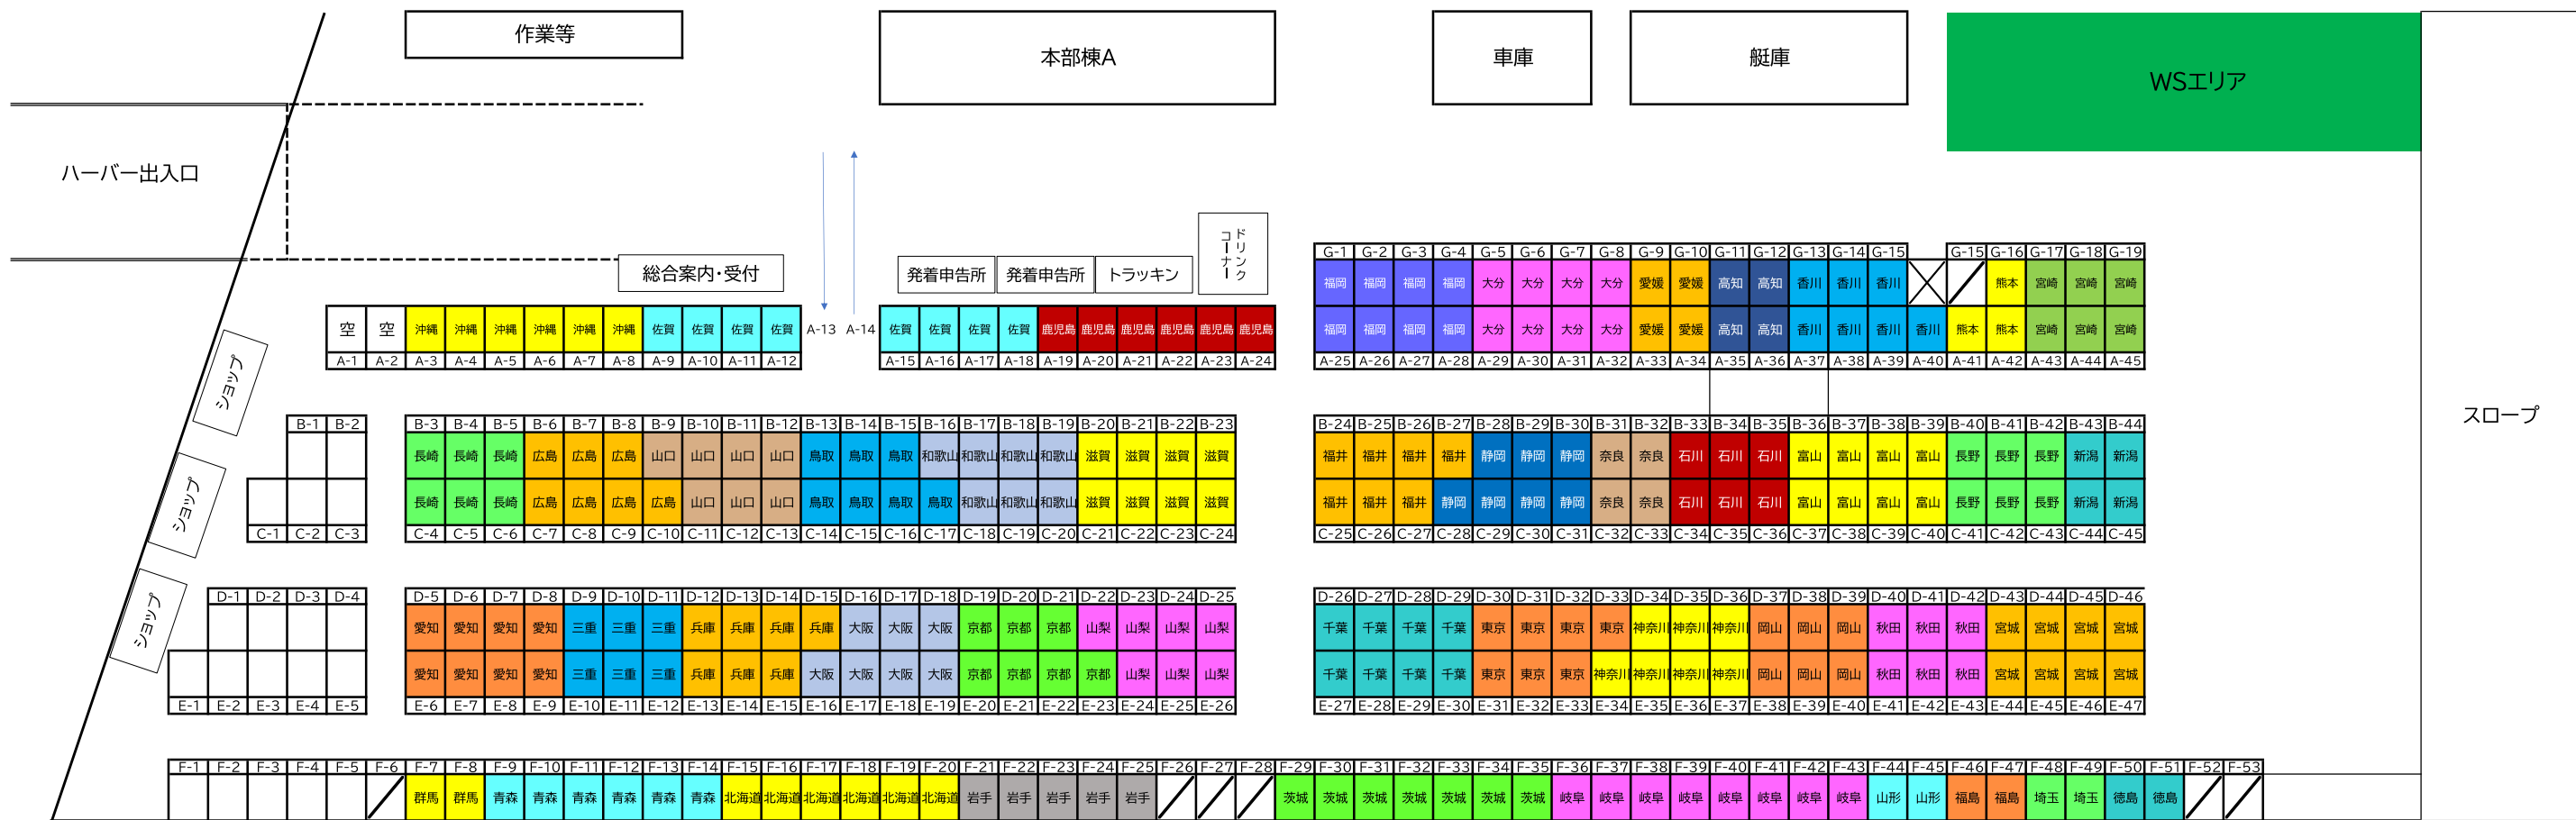 作業等
本部棟A
車庫
艇庫
WSエリア
ハーバー出入口
スロープ
ドリンク
コーナー
総合案内・受付
発着申告所 発着申告所 トラッキン
G-1 G-2 G-3 G-4 G-5 G-6 G-7 G-8 G-9 G-10 G-11 G-12 G-13 G-14 G-15 G-15 G-16 G-17 G-18 G-19
福岡 福岡 福岡 福岡 大分 大分 大分 大分 愛媛 愛媛 高知 高知 香川 香川 香川 熊本 宮崎 宮崎 宮崎
空 空 沖縄 沖縄 沖縄 沖縄 沖縄 沖縄 佐賀 佐賀 佐賀 佐賀 A-13 A-14 佐賀 佐賀 佐賀 佐賀 鹿児島 鹿児島 鹿児島 鹿児島 鹿児島 鹿児島 福岡 福岡 福岡 福岡 大分 大分 大分 大分 愛媛 愛媛 高知 高知 香川 香川 香川 香川 熊本 熊本 宮崎 宮崎 宮崎
A-1 A-2 A-3 A-4 A-5 A-6 A-7 A-8 A-9 A-10 A-11 A-12 A-15 A-16 A-17 A-18 A-19 A-20 A-21 A-22 A-23 A-24 A-25 A-26 A-27 A-28 A-29 A-30 A-31 A-32 A-33 A-34 A-35 A-36 A-37 A-38 A-39 A-40 A-41 A-42 A-43 A-44 A-45
ショップ
B-1 B-2 B-3 B-4 B-5 B-6 B-7 B-8 B-9 B-10 B-11 B-12 B-13 B-14 B-15 B-16 B-17 B-18 B-19 B-20 B-21 B-22 B-23 B-24 B-25 B-26 B-27 B-28 B-29 B-30 B-31 B-32 B-33 B-34 B-35 B-36 B-37 B-38 B-39 B-40 B-41 B-42 B-43 B-44
長崎 長崎 長崎 広島 広島 広島 山口 山口 山口 山口 鳥取 鳥取 鳥取 和歌山 和歌山 和歌山 和歌山 滋賀 滋賀 滋賀 滋賀 福井 福井 福井 福井 静岡 静岡 静岡 奈良 奈良 石川 石川 石川 富山 富山 富山 富山 長野 長野 長野 新潟 新潟
ショップ
長崎 長崎 長崎 広島 広島 広島 広島 山口 山口 山口 鳥取 鳥取 鳥取 鳥取 和歌山 和歌山 和歌山 滋賀 滋賀 滋賀 滋賀 福井 福井 福井 静岡 静岡 静岡 静岡 奈良 奈良 石川 石川 石川 富山 富山 富山 富山 長野 長野 長野 新潟 新潟
C-1 C-2 C-3 C-4 C-5 C-6 C-7 C-8 C-9 C-10 C-11 C-12 C-13 C-14 C-15 C-16 C-17 C-18 C-19 C-20 C-21 C-22 C-23 C-24 C-25 C-26 C-27 C-28 C-29 C-30 C-31 C-32 C-33 C-34 C-35 C-36 C-37 C-38 C-39 C-40 C-41 C-42 C-43 C-44 C-45
ショップ
D-1 D-2 D-3 D-4 D-5 D-6 D-7 D-8 D-9 D-10 D-11 D-12 D-13 D-14 D-15 D-16 D-17 D-18 D-19 D-20 D-21 D-22 D-23 D-24 D-25 D-26 D-27 D-28 D-29 D-30 D-31 D-32 D-33 D-34 D-35 D-36 D-37 D-38 D-39 D-40 D-41 D-42 D-43 D-44 D-45 D-46
愛知 愛知 愛知 愛知 三重 三重 三重 兵庫 兵庫 兵庫 兵庫 大阪 大阪 大阪 京都 京都 京都 山梨 山梨 山梨 山梨 千葉 千葉 千葉 千葉 東京 東京 東京 東京 神奈川 神奈川 神奈川 岡山 岡山 岡山 秋田 秋田 秋田 宮城 宮城 宮城 宮城
愛知 愛知 愛知 愛知 三重 三重 三重 兵庫 兵庫 兵庫 大阪 大阪 大阪 大阪 京都 京都 京都 京都 山梨 山梨 山梨 千葉 千葉 千葉 千葉 東京 東京 東京 神奈川 神奈川 神奈川 神奈川 岡山 岡山 岡山 秋田 秋田 秋田 宮城 宮城 宮城 宮城
E-1 E-2 E-3 E-4 E-5 E-6 E-7 E-8 E-9 E-10 E-11 E-12 E-13 E-14 E-15 E-16 E-17 E-18 E-19 E-20 E-21 E-22 E-23 E-24 E-25 E-26 E-27 E-28 E-29 E-30 E-31 E-32 E-33 E-34 E-35 E-36 E-37 E-38 E-39 E-40 E-41 E-42 E-43 E-44 E-45 E-46 E-47
F-1 F-2 F-3 F-4 F-5 F-6 F-7 F-8 F-9 F-10 F-11 F-12 F-13 F-14 F-15 F-16 F-17 F-18 F-19 F-20 F-21 F-22 F-23 F-24 F-25 F-26 F-27 F-28 F-29 F-30 F-31 F-32 F-33 F-34 F-35 F-36 F-37 F-38 F-39 F-40 F-41 F-42 F-43 F-44 F-45 F-46 F-47 F-48 F-49 F-50 F-51 F-52 F-53
群馬 群馬 青森 青森 青森 青森 青森 青森 北海道 北海道 北海道 北海道 北海道 北海道 岩手 岩手 岩手 岩手 岩手 茨城 茨城 茨城 茨城 茨城 茨城 茨城 岐阜 岐阜 岐阜 岐阜 岐阜 岐阜 岐阜 岐阜 山形 山形 福島 福島 埼玉 埼玉 徳島 徳島